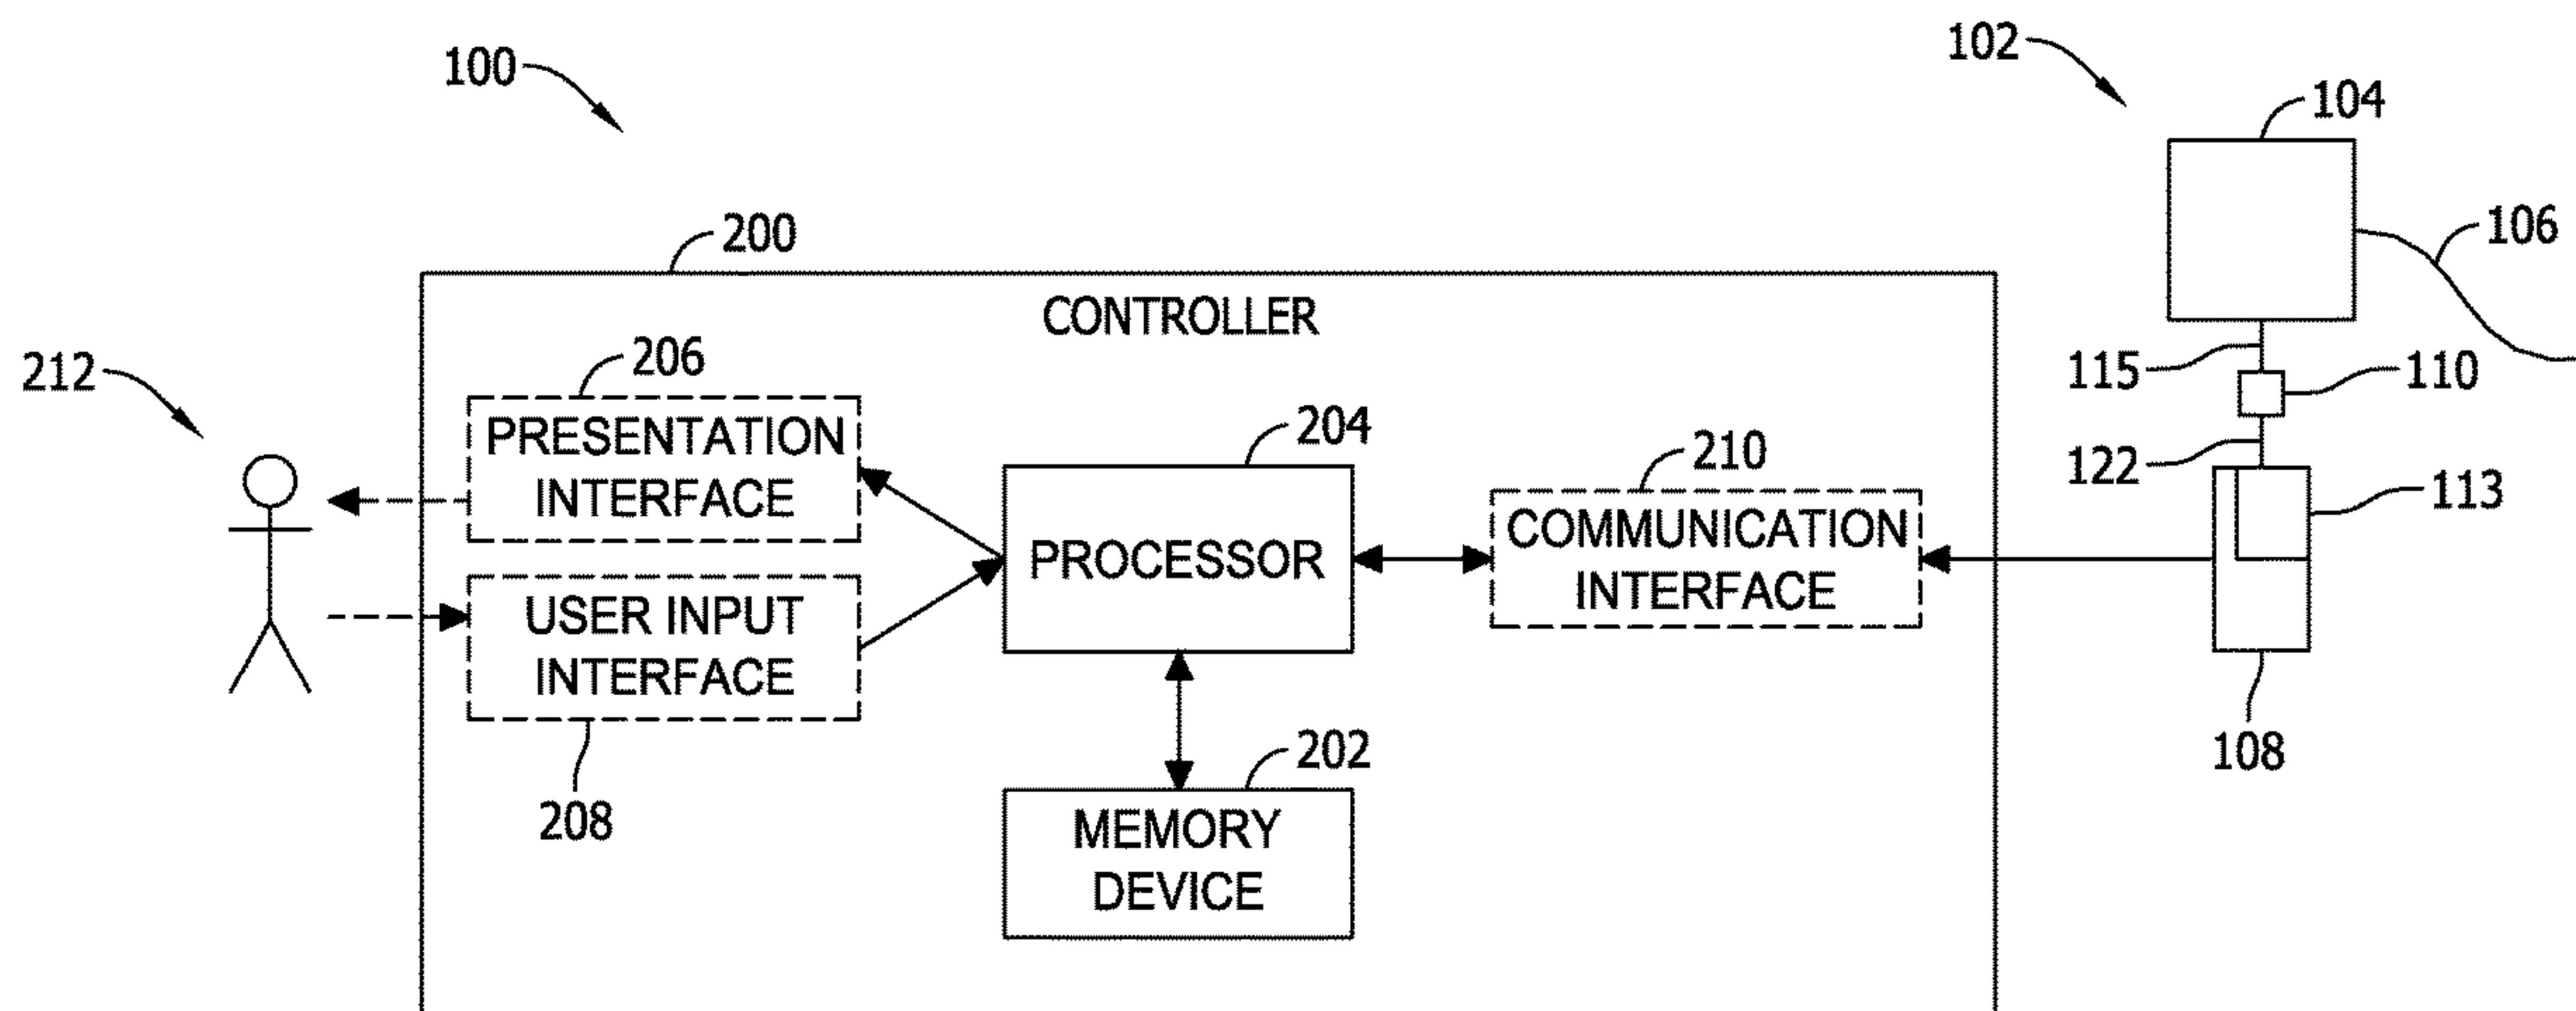 100
102
104
200
106
CONTROLLER
206
212
115
110
PRESENTATION
INTERFACE
204
210
122
113
PROCESSOR
COMMUNICATION
INTERFACE
USER INPUT
INTERFACE
208
202
108
MEMORY
DEVICE